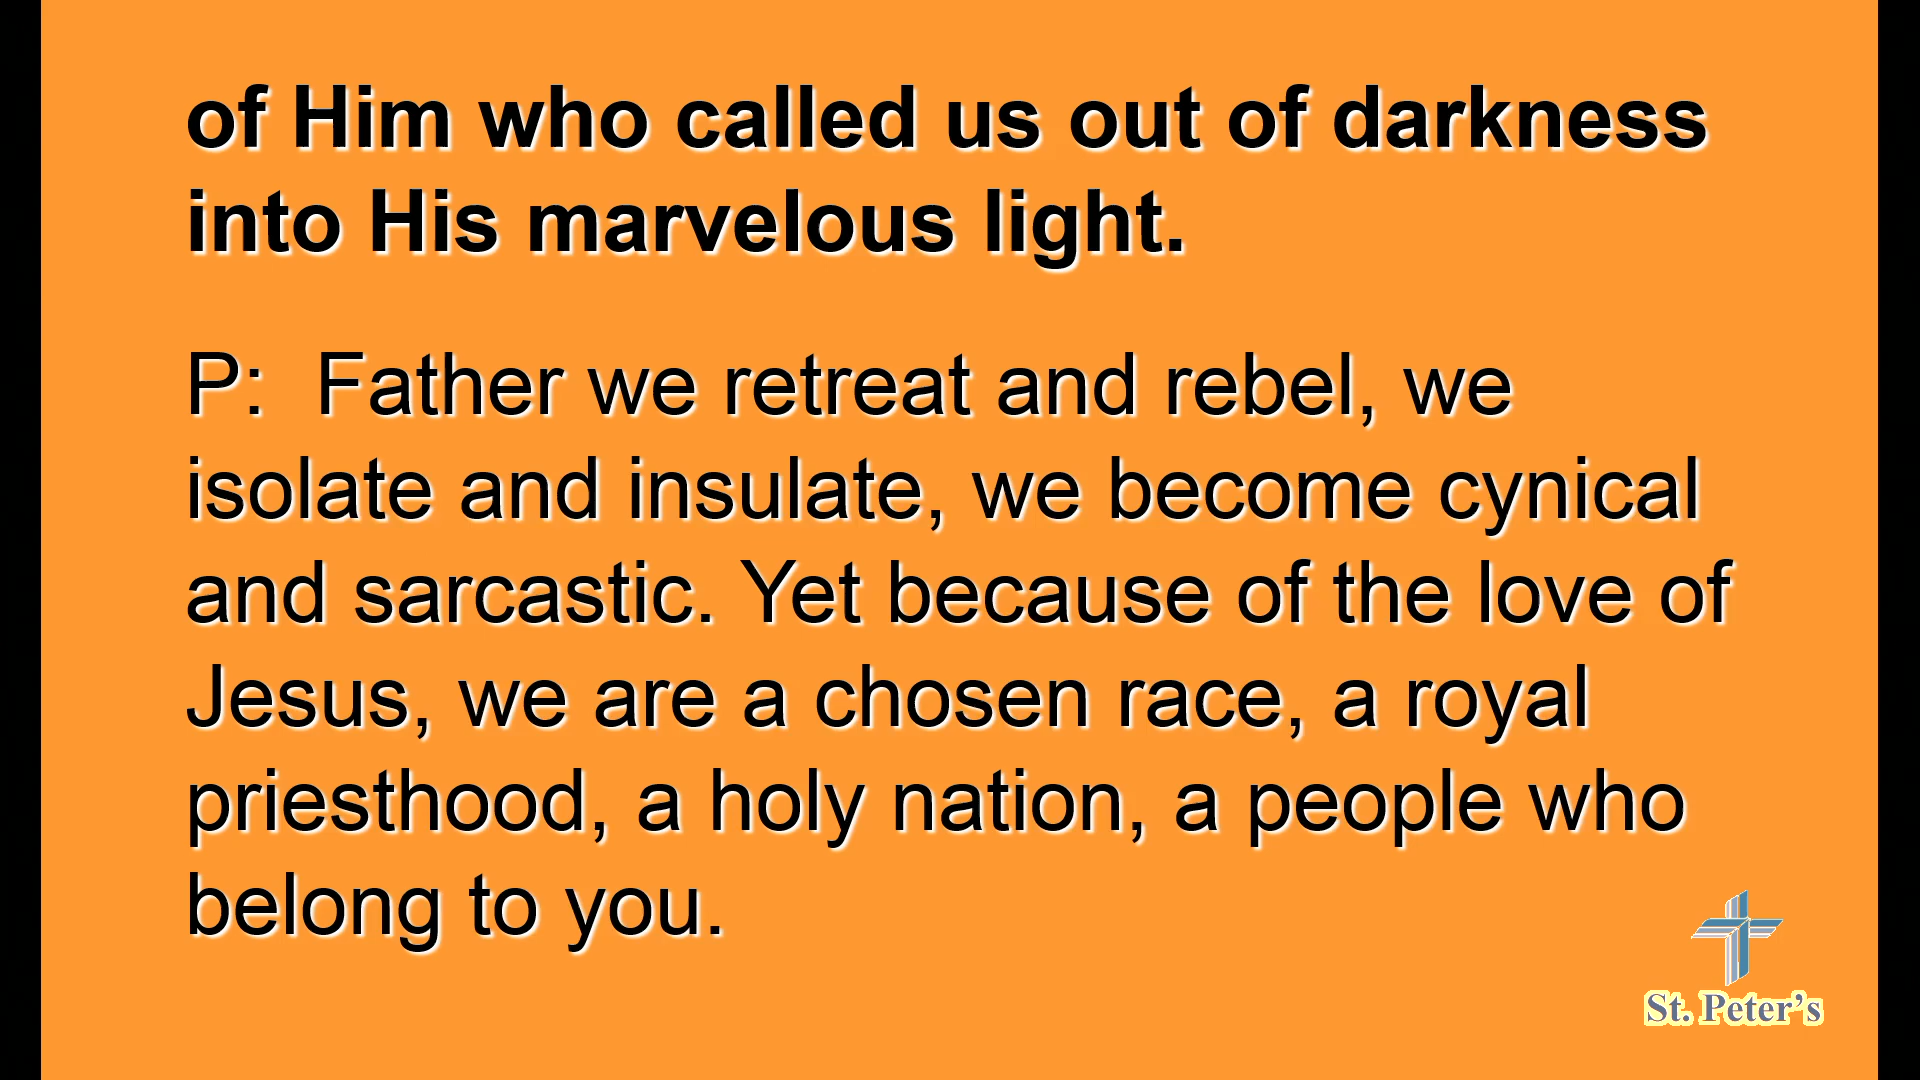 of Him who called us out of darkness
into His marvelous light.
P:  Father we retreat and rebel, we
isolate and insulate, we become cynical
and sarcastic. Yet because of the love of
Jesus, we are a chosen race, a royal
priesthood, a holy nation, a people who
belong to you.
St. Peter’s